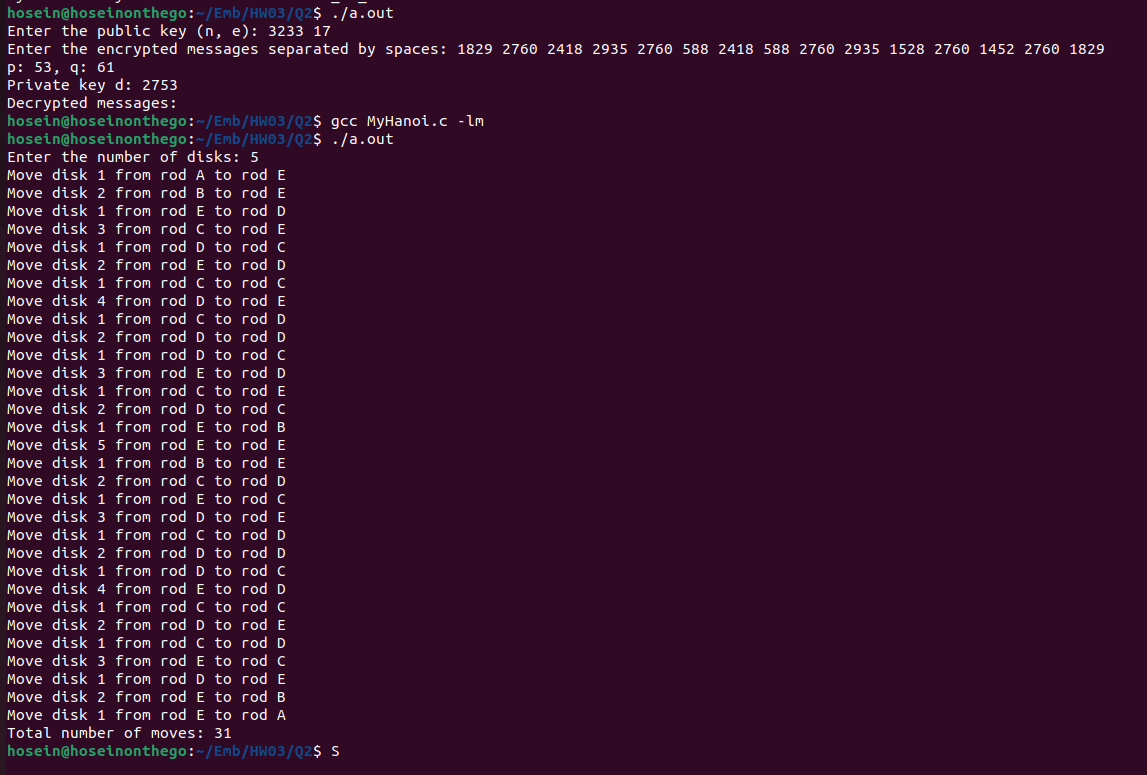 hosein@hoseinonthego:~/Emb/HW03/Q2$ ./a.out
Enter the public key (n, e): 3233 17
Enter the encrypted messages separated by spaces: 1829 2760 2418 2935 2760 588 2418 588 2760 2935 1528 2760 1452 2760 1829
p: 53, q: 61
Private key d: 2753
Decrypted messages:
hosein@hoseinonthego:~/Emb/HW03/Q2$ gcc MyHanoi.c -lm
hosein@hoseinonthego:~/Emb/HW03/Q2$ ./a.out
Enter the number of disks: 5
Move disk 1 from rod A to rod E
Move disk 2 from rod B to rod E
Move disk 1 from rod E to rod D
Move disk 3 from rod C to rod E
Move disk 1 from rod D to rod C
Move disk 2 from rod E to rod D
Move disk 1 from rod C to rod C
Move disk 4 from rod D to rod E
Move disk 1 from rod C to rod D
Move disk 2 from rod D to rod D
Move disk 1 from rod D to rod C
Move disk 3 from rod E to rod D
Move disk 1 from rod C to rod E
Move disk 2 from rod D to rod C
Move disk 1 from rod E to rod B
Move disk 5 from rod E to rod E
Move disk 1 from rod B to rod E
Move disk 2 from rod C to rod D
Move disk 1 from rod E to rod C
Move disk 3 from rod D to rod E
Move disk 1 from rod C to rod D
Move disk 2 from rod D to rod D
Move disk 1 from rod D to rod C
Move disk 4 from rod E to rod D
Move disk 1 from rod C to rod C
Move disk 2 from rod D to rod E
Move disk 1 from rod C to rod D
Move disk 3 from rod E to rod C
Move disk 1 from rod D to rod E
Move disk 2 from rod E to rod B
Move disk 1 from rod E to rod A
Total number of moves: 31
hosein@hoseinonthego:~/Emb/HW03/Q2$ S